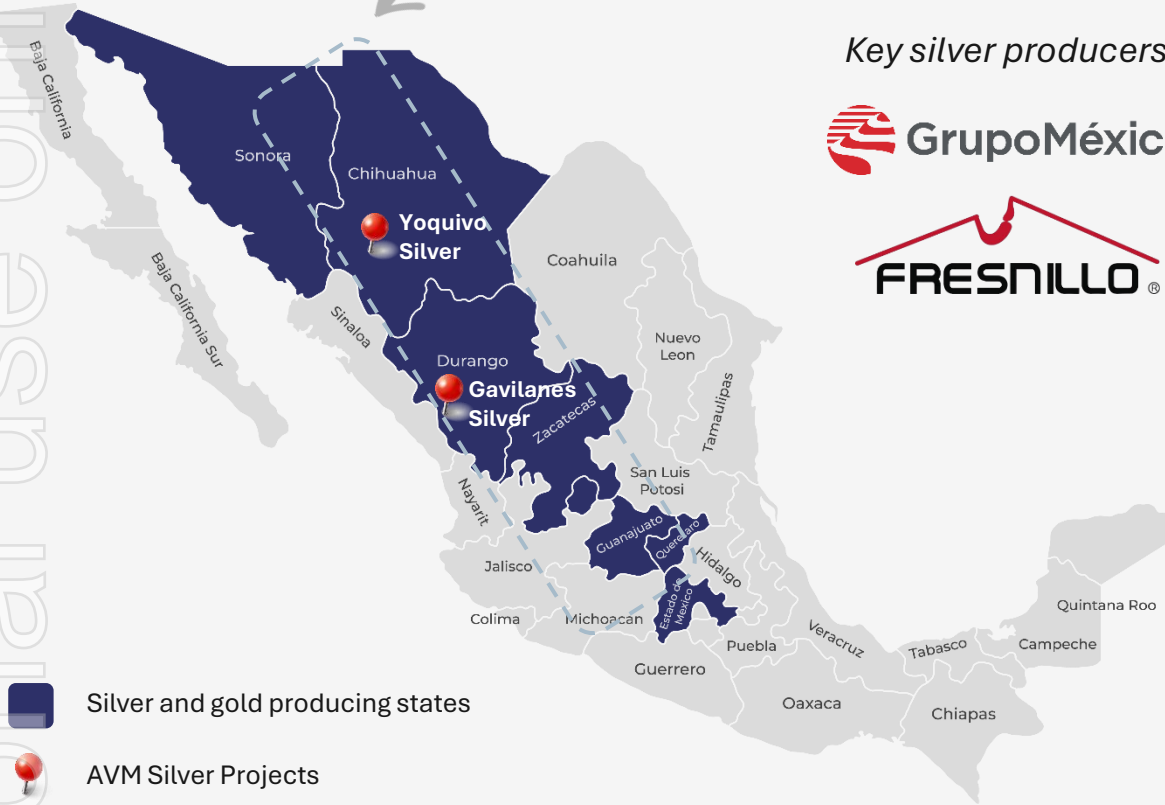 Key silver producers
GrupoMéxic
FRESNILLO ®
Baja California
Sonora
Chihuahua
Yoquivo
Silver
Coahuila
Baja California Sur
Sinaloa
Nuevo
Leon
Durango
Gavilanes
Silver
Zacatecas
Tamaulipas
San Luis
Potosi
Nayarit
Guanajuato
Queretaro
Hidalgo
Jalisco
Estado de
Mexico
Quintana Roo
Colima
Michoacan
Veracruz
Puebla
Tabasco
Campeche
Guerrero
Oaxaca
Chiapas
Silver and gold producing states
AVM Silver Projects